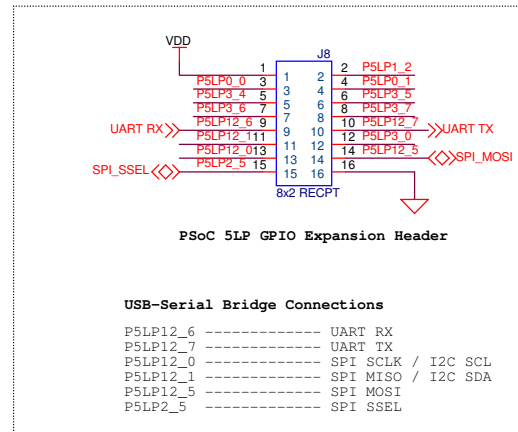 VDD
J8
1 1 2 2 P5LP1_2
P5LP0_0 3 3 4 4 P5LP0_1
P5LP3_4 5 5 6 6 P5LP3_5
P5LP3_6 7 7 8 8 P5LP3_7
UART RX P5LP12_6 9 9 10 10 P5LP12_7 UART TX
P5LP12_1 11 11 12 12 P5LP3_0
P5LP12_0 13 13 14 14 P5LP12_5 SPI_MOSI
SPI_SSEL P5LP2_5 15 15 16 16
8x2 RECPT
PSoC 5LP GPIO Expansion Header
USB-Serial Bridge Connections
P5LP12_6 ------------- UART RX
P5LP12_7 ------------- UART TX
P5LP12_0 ------------- SPI SCLK / I2C SCL
P5LP12_1 ------------- SPI MISO / I2C SDA
P5LP12_5 ------------- SPI MOSI
P5LP2_5 ------------- SPI SSEL